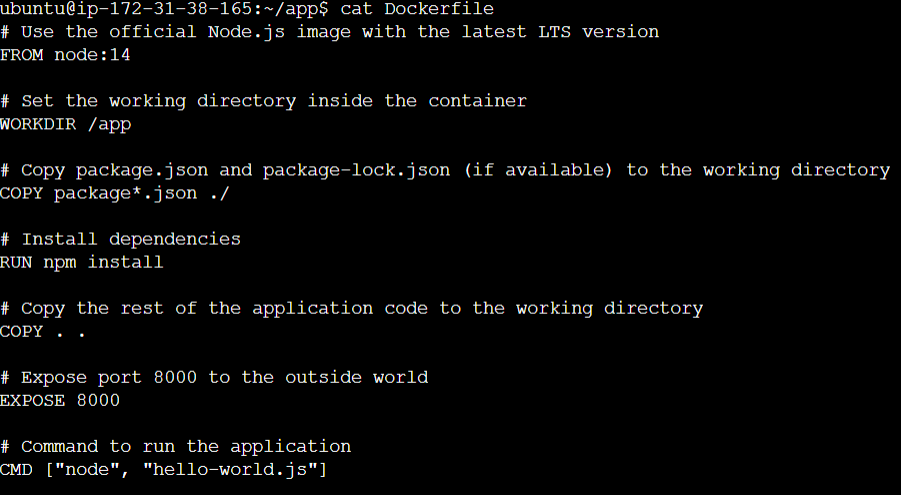 ubuntu@ip-172-31-38-165:~/app$ cat Dockerfile
# Use the official Node.js image with the latest LTS version
FROM node:14
# Set the working directory inside the container
WORKDIR /app
# Copy package.json and package-lock.json (if available) to the working directory
COPY package*.json ./
# Install dependencies
RUN npm install
# Copy the rest of the application code to the working directory
COPY . .
# Expose port 8000 to the outside world
EXPOSE 8000
# Command to run the application
CMD ["node", "hello-world.js"]